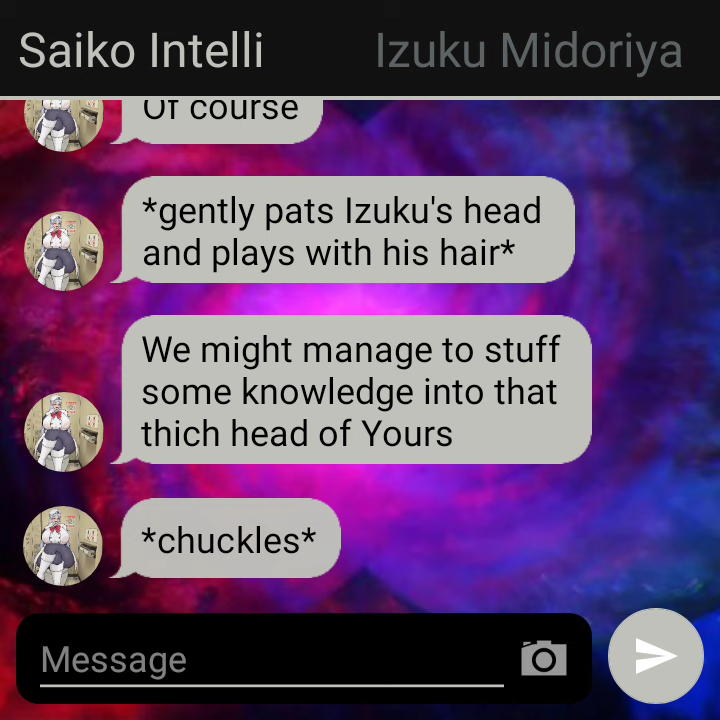 Saiko Intelli
Izuku Midoriya
Of course
*gently pats Izuku's head
and plays with his hair*
We might manage to stuff
some knowledge into that
thich head of Yours
*chuckles*
Message